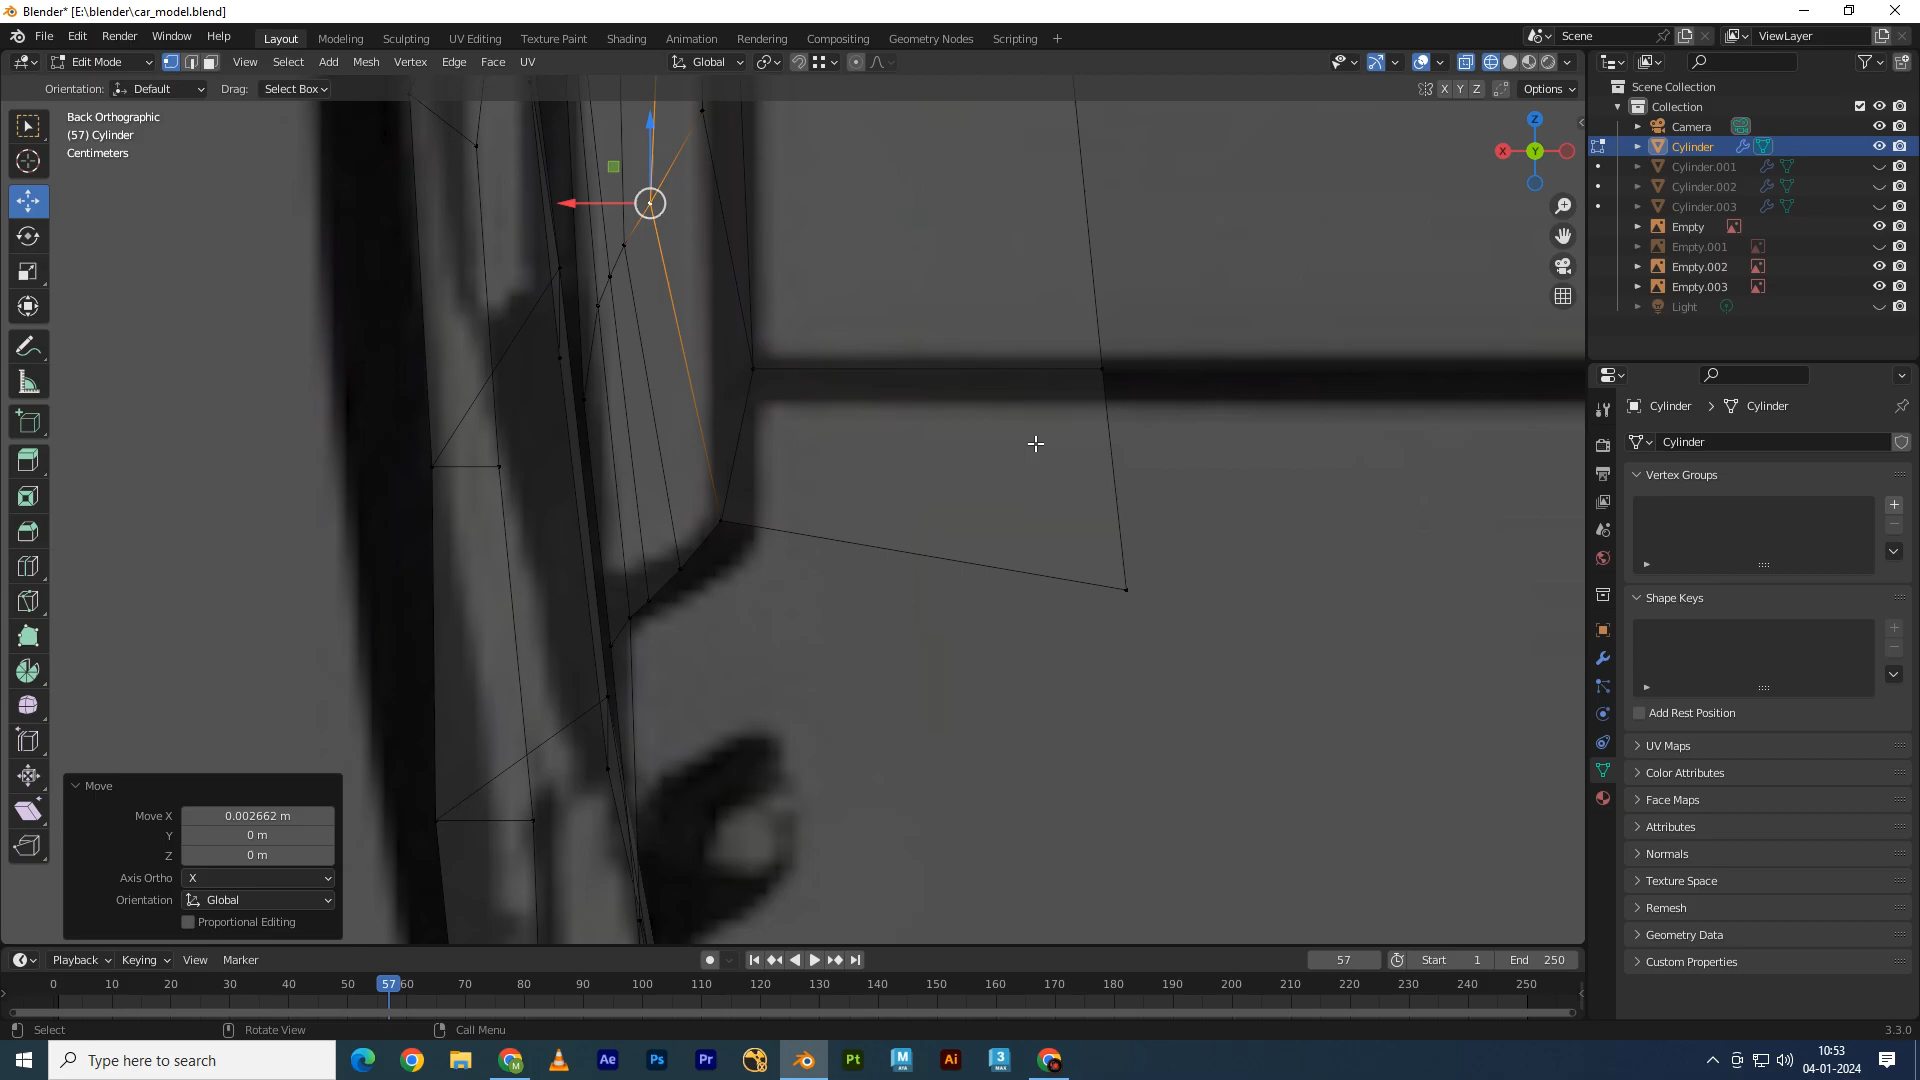 Blender* [E:\blender\car_model.blend]
File Edit Render Window Help Layout Modeling Sculpting UV Editing Texture Paint Shading Animation Rendering Compositing Geometry Nodes Scripting + Scene ViewLayer
Edit Mode View Select Add Mesh Vertex Edge Face UV Global
Orientation: Default Drag: Select Box X Y Z Options
Back Orthographic
(57) Cylinder
Centimeters
Z
X Y
Scene Collection
Collection
Camera
Cylinder
Cylinder.001
Cylinder.002
Cylinder.003
Empty
Empty.001
Empty.002
Empty.003
Light
Cylinder > Cylinder
Cylinder
Vertex Groups
Shape Keys
Add Rest Position
UV Maps
Color Attributes
Face Maps
Attributes
Normals
Texture Space
Remesh
Geometry Data
Custom Properties
Move
Move X 0.002662 m
Y 0 m
Z 0 m
Axis Ortho X
Orientation Global
Proportional Editing
Playback Keying View Marker 57 Start 1 End 250
0 10 20 30 40 50 57 60 70 80 90 100 110 120 130 140 150 160 170 180 190 200 210 220 230 240 250
Select Rotate View Call Menu 3.3.0
Type here to search
Ae Ps Pr Pt M Ai 3
10:53
04-01-2024